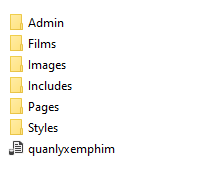 Admin
Films
Images
Includes
Pages
Styles
quanlyxemphim